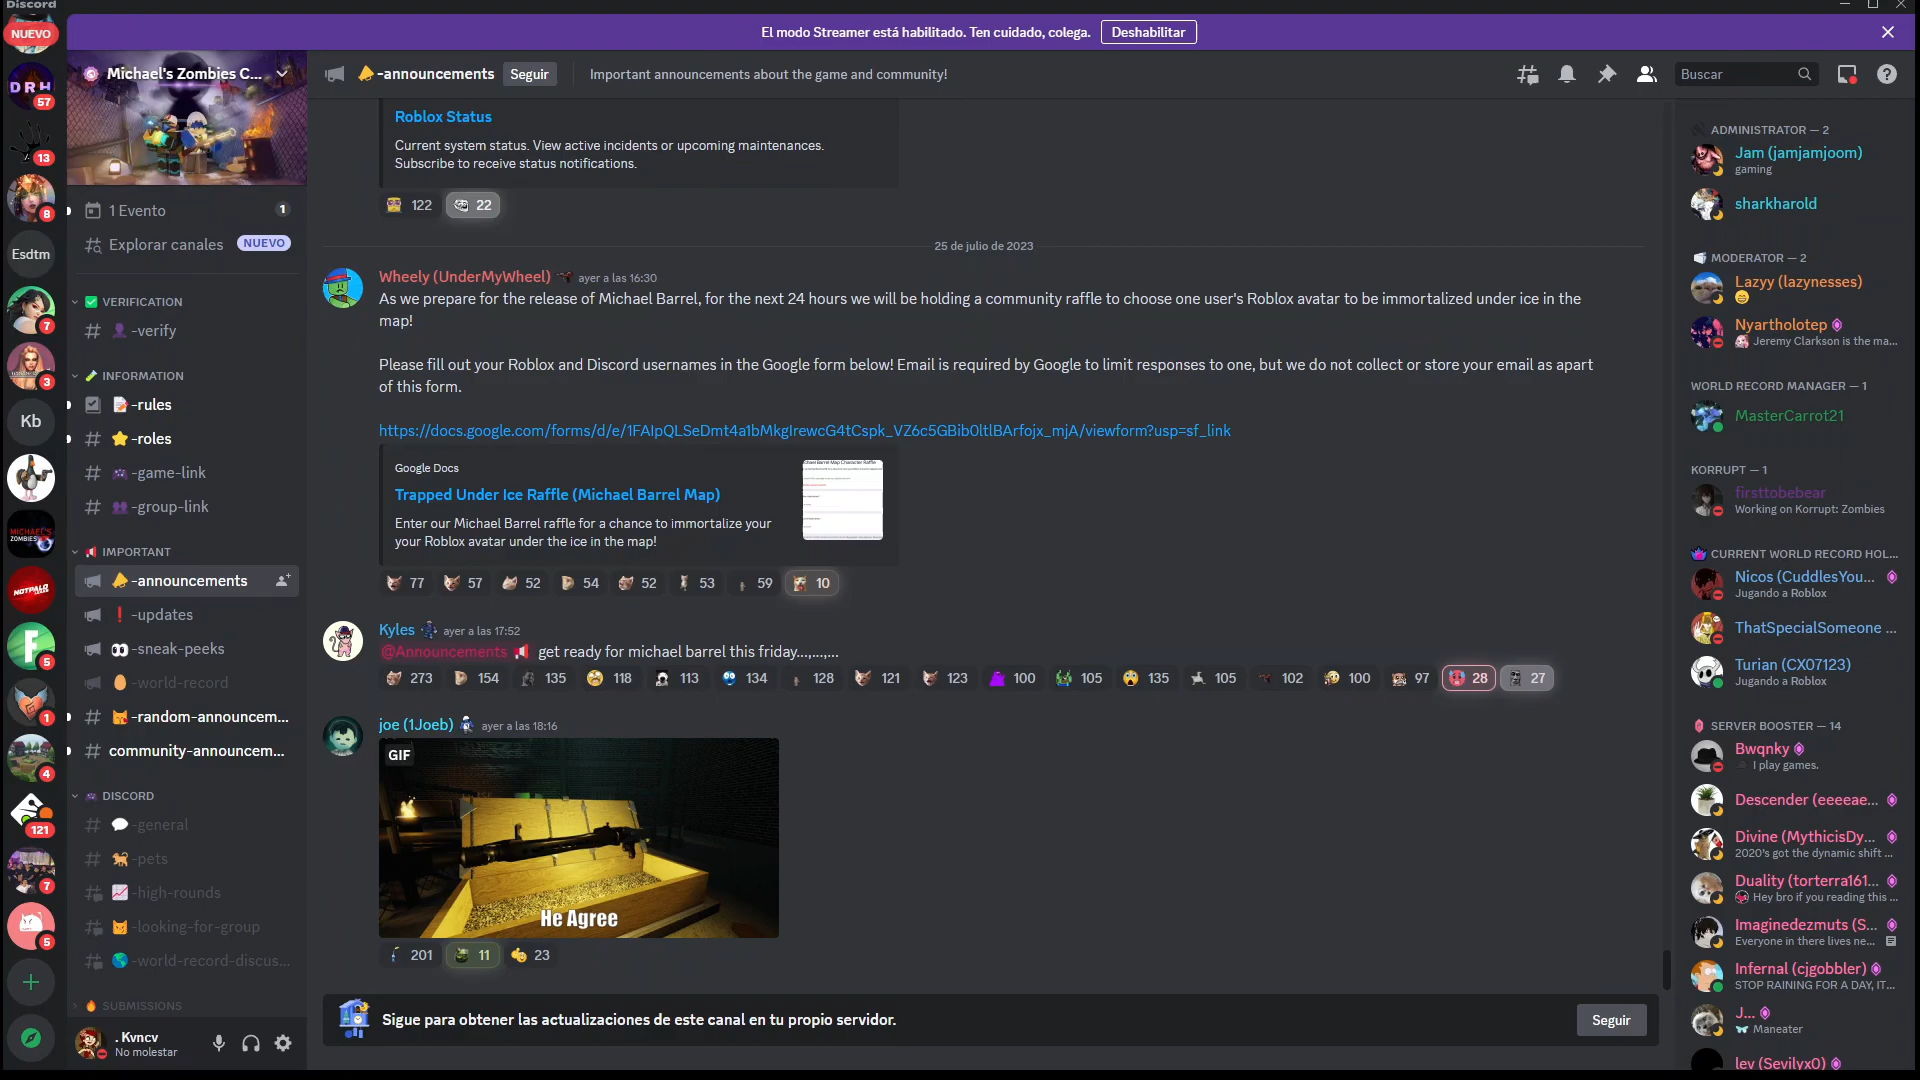 Discord
El modo Streamer está habilitado. Ten cuidado, colega.
Deshabilitar
NUEVO
DRH
57
13
8
Esdtm
7
3
Kb
MICHAEL'S
ZOMBIES
NOTPALO
5
1
4
121
7
5
Michael's Zombies C...
1 Evento
1
Explorar canales
NUEVO
VERIFICATION
-verify
INFORMATION
-rules
-roles
-game-link
-group-link
IMPORTANT
-announcements
-updates
-sneak-peeks
-world-record
-random-announcem...
community-announcem...
DISCORD
-general
-pets
-high-rounds
-looking-for-group
-world-record-discus...
SUBMISSIONS
. Kvncv
No molestar
-announcements
Seguir
Important announcements about the game and community!
Buscar
Roblox Status
Current system status. View active incidents or upcoming maintenances.
Subscribe to receive status notifications.
122
22
25 de julio de 2023
Wheely (UnderMyWheel)
ayer a las 16:30
As we prepare for the release of Michael Barrel, for the next 24 hours we will be holding a community raffle to choose one user's Roblox avatar to be immortalized under ice in the
map!
Please fill out your Roblox and Discord usernames in the Google form below! Email is required by Google to limit responses to one, but we do not collect or store your email as apart
of this form.
https://docs.google.com/forms/d/e/1FAIpQLSeDmt4a1bMkgIrewcG4tCspk_VZ6c5GBib0ltlBArfojx_mjA/viewform?usp=sf_link
Google Docs
Trapped Under Ice Raffle (Michael Barrel Map)
Enter our Michael Barrel raffle for a chance to immortalize your
your Roblox avatar under the ice in the map!
77 57 52 54 52 53 59 10
Kyles
ayer a las 17:52
@Announcements get ready for michael barrel this friday...,...,...
273 154 135 118 113 134 128 121 123 100 105 135 105 102 100 97 28 27
joe (1Joeb)
ayer a las 18:16
GIF
He Agree
201 11 23
Sigue para obtener las actualizaciones de este canal en tu propio servidor.
Seguir
ADMINISTRATOR — 2
Jam (jamjamjoom)
gaming
sharkharold
MODERATOR — 2
Lazyy (lazynesses)
Nyartholotep
Jeremy Clarkson is the ma...
WORLD RECORD MANAGER — 1
MasterCarrot21
KORRUPT — 1
firsttobebear
Working on Korrupt: Zombies
CURRENT WORLD RECORD HOL...
Nicos (CuddlesYou...
Jugando a Roblox
ThatSpecialSomeone ...
Turian (CX07123)
Jugando a Roblox
SERVER BOOSTER — 14
Bwqnky
I play games.
Descender (eeeeae...
Divine (MythicisDy...
2020's got the dynamic shift ...
Duality (torterra161...
Hey bro if you reading this ...
Imaginedezmuts (S...
Everyone in there lives ne...
Infernal (cjgobbler)
STOP RAINING FOR A DAY, IT...
J...
Maneater
lev (Sevilyx0)